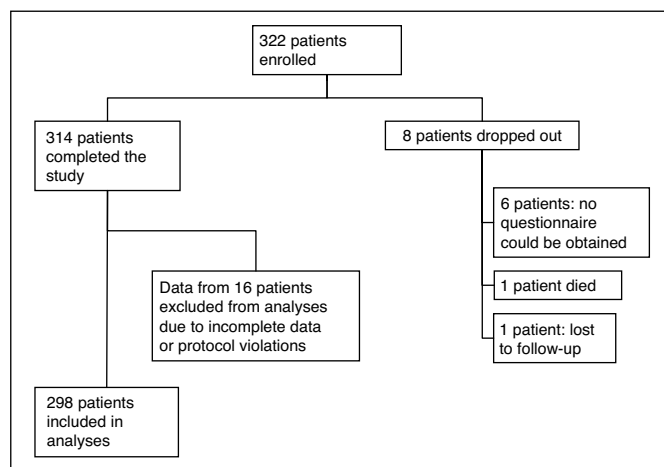 322 patients
enrolled
314 patients
completed the
study
8 patients dropped out
6 patients: no
questionnaire
could be obtained
Data from 16 patients
excluded from analyses
due to incomplete data
or protocol violations
1 patient died
1 patient: lost
to follow-up
298 patients
included in
analyses